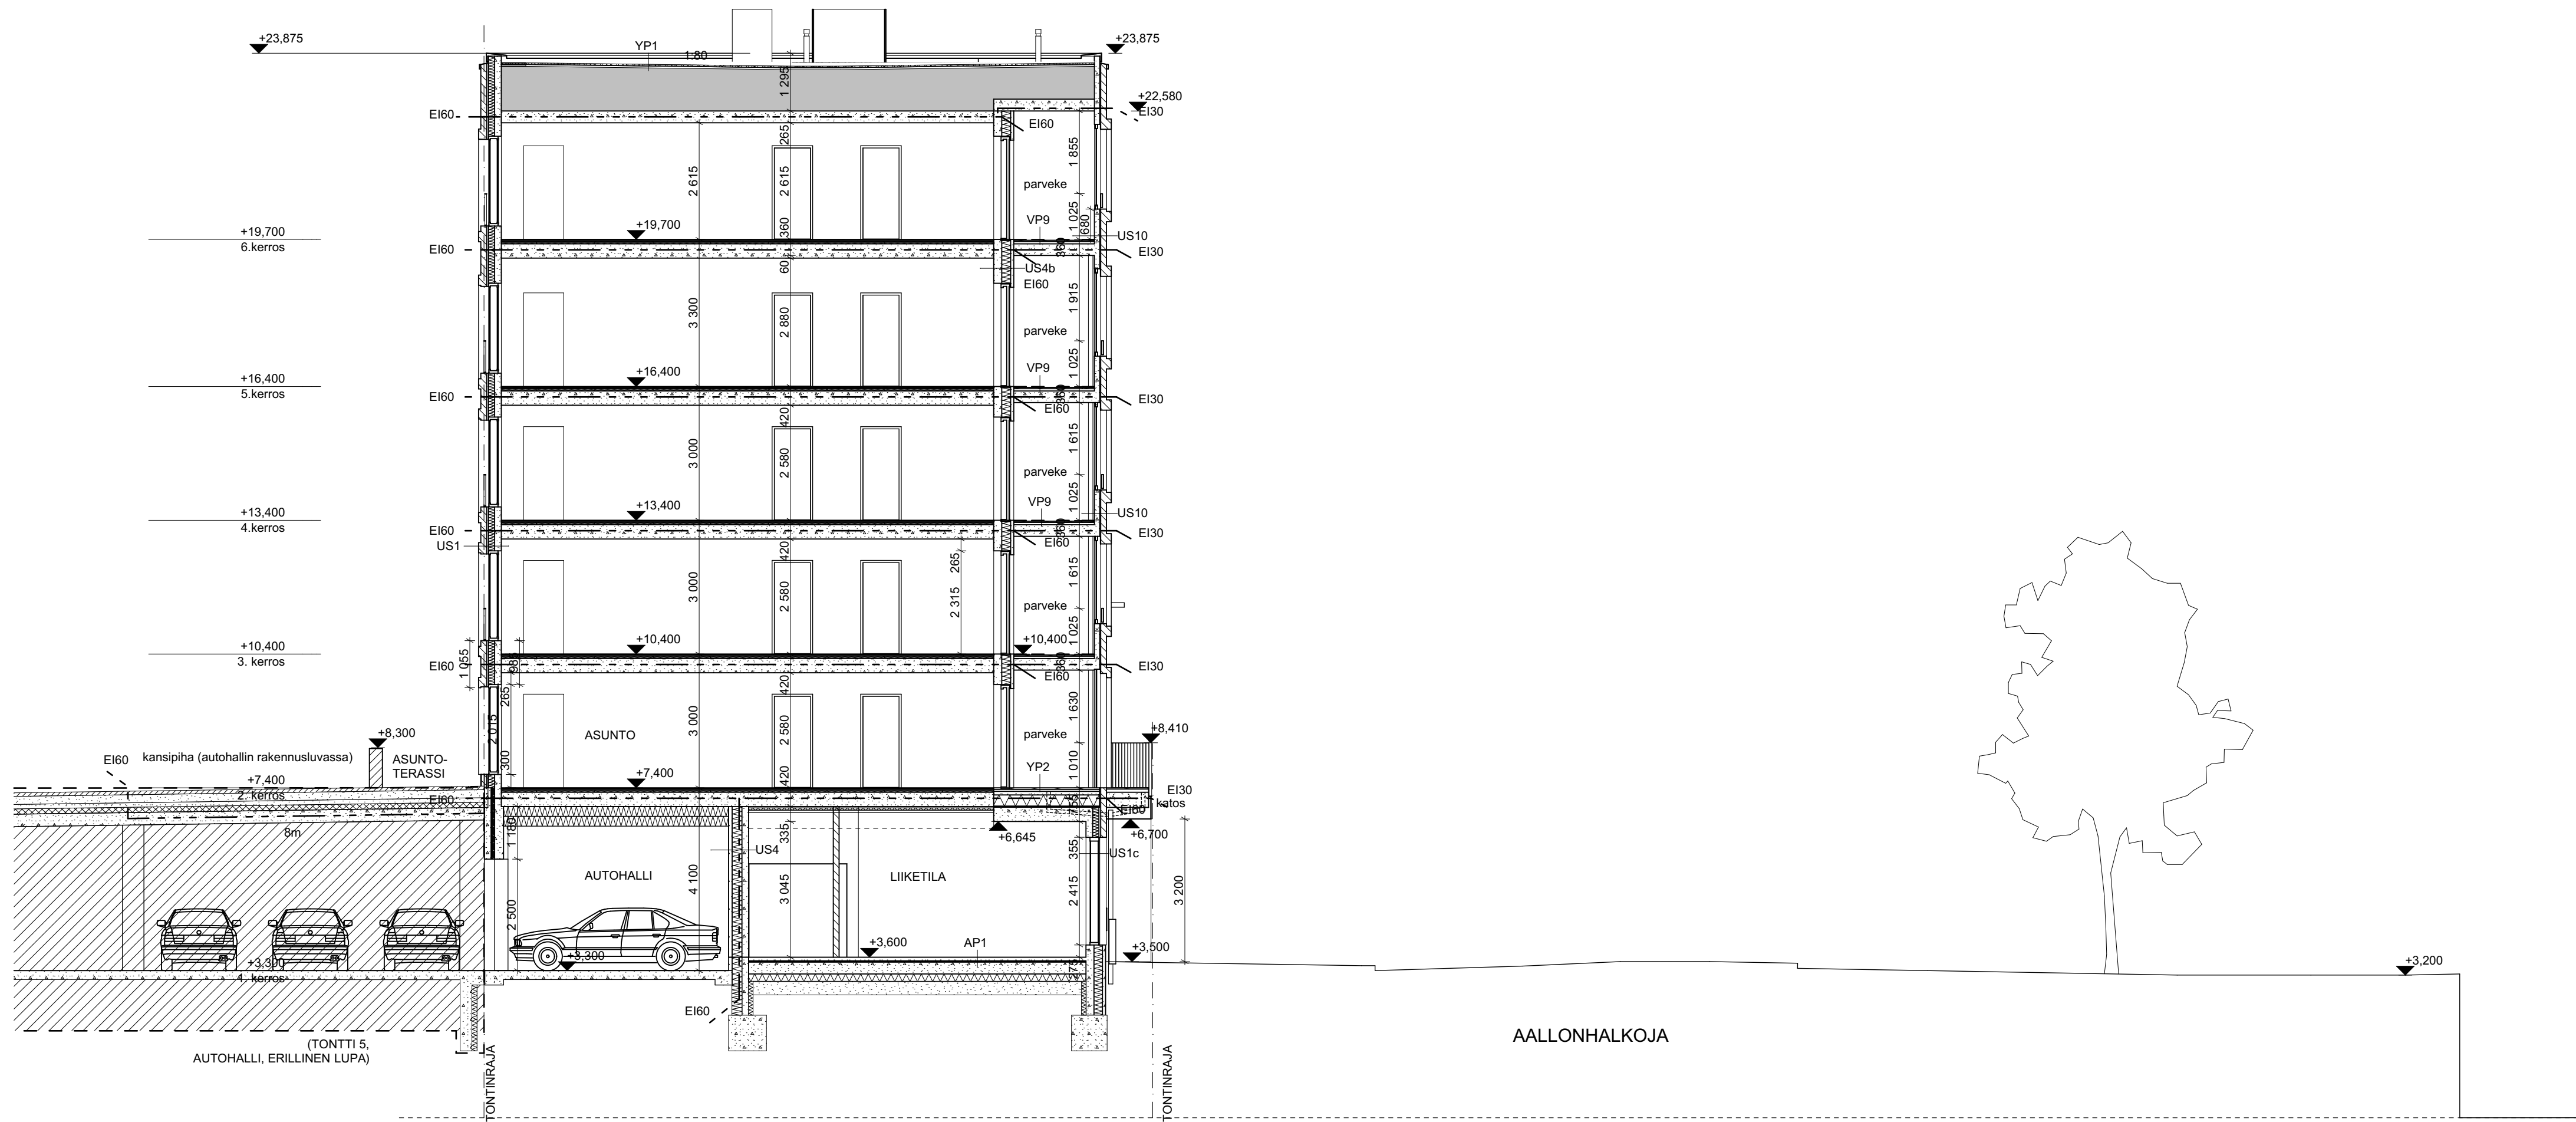 +23,875
YP1
1:80
+23,875
1 295
+22,580
EI30
EI60
EI60
265
1 855
2 615
2 615
parveke
360
1 025
680
VP9
+19,700
6.kerros
+19,700
US10
EI60
360
EI30
60
US4b
EI60
3 300
2 880
1 915
parveke
1 025
VP9
+16,400
5.kerros
+16,400
EI60
360
EI30
EI60
420
3 000
2 580
1 615
parveke
1 025
VP9
+13,400
4.kerros
+13,400
US10
EI60
360
EI30
EI60
US1
420
265
3 000
2 580
2 315
1 615
parveke
1 025
+10,400
3. kerros
+10,400
+10,400
1 055
985
EI60
360
EI30
EI60
265
420
2 015
3 000
2 580
1 630
ASUNTO
parveke
+8,300
+8,410
EI60
kansipiha (autohallin rakennusluvassa)
ASUNTO-
TERASSI
300
420
1 010
YP2
+7,400
2. kerros
+7,400
EI60
755
EI30
katos
EI60
8m
1 180
335
+6,645
+6,700
US4
355
US1c
AUTOHALLI
4 100
3 045
LIIKETILA
2 415
3 200
2 500
+3,600
AP1
+3,500
+3,300
1. kerros
+3,300
275
+3,200
EI60
AALLONHALKOJA
(TONTTI 5,
AUTOHALLI, ERILLINEN LUPA)
TONTINRAJA
TONTINRAJA